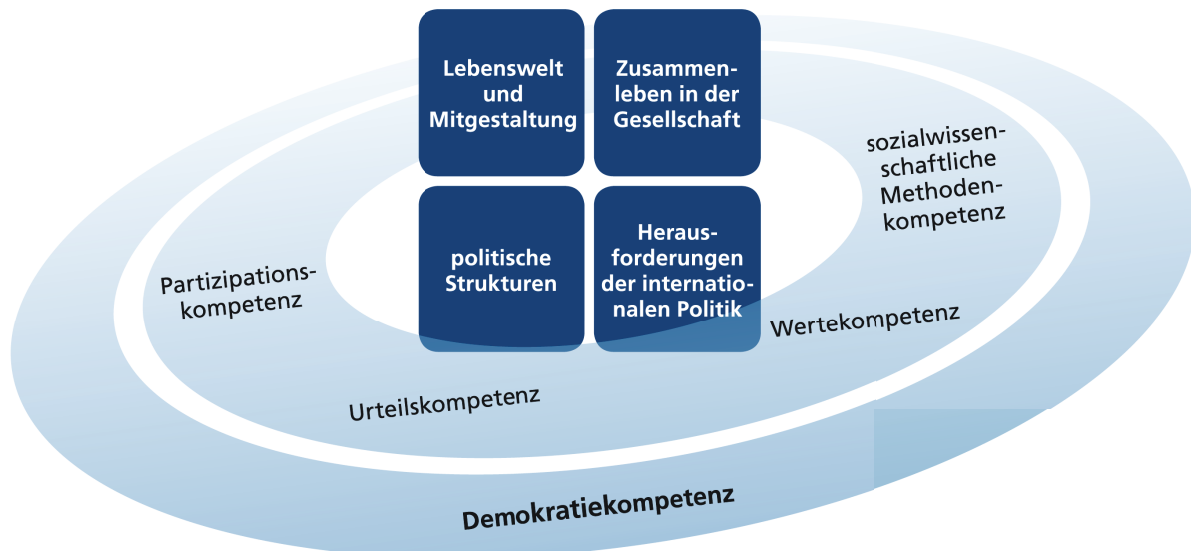 Lebenswelt
und
Mitgestaltung
Zusammen-
leben in der
Gesellschaft
politische
Strukturen
Heraus-
forderungen
der internatio-
nalen Politik
sozialwissen-
schaftliche
Methoden-
kompetenz
Partizipations-
kompetenz
Wertekompetenz
Urteilskompetenz
Demokratiekompetenz